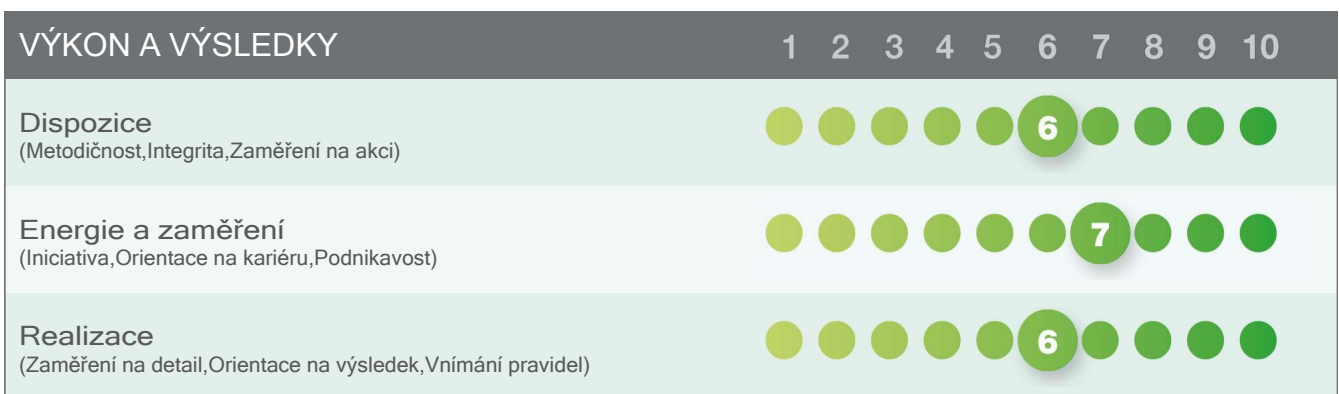 VÝKON A VÝSLEDKY 1 2 3 4 5 6 7 8 9 10
Dispozice 6
(Metodičnost,Integrita,Zaměření na akci)
Energie a zaměření 7
(Iniciativa,Orientace na kariéru,Podnikavost)
Realizace 6
(Zaměření na detail,Orientace na výsledek,Vnímání pravidel)